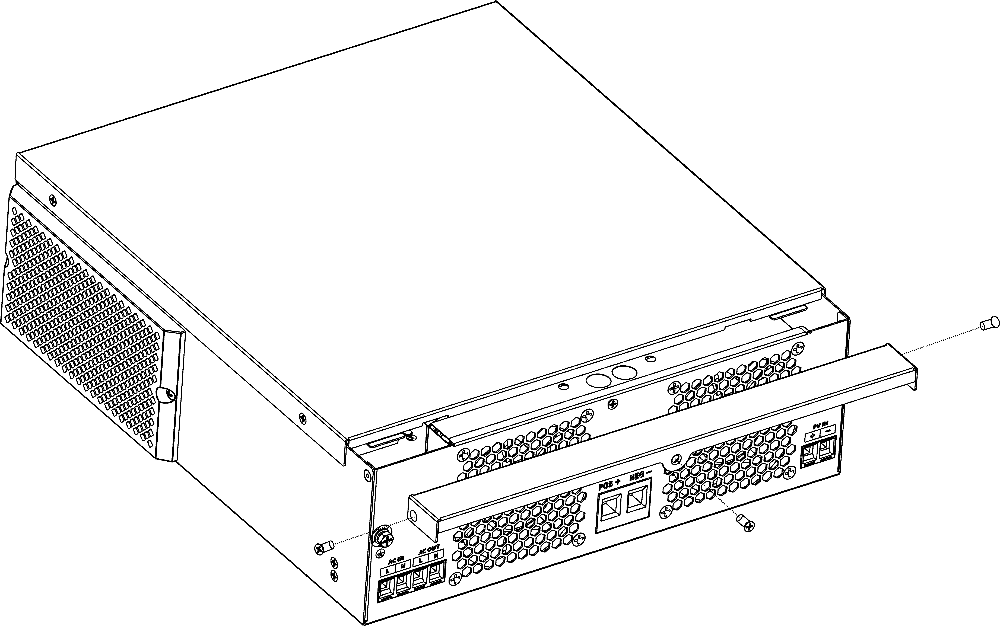 PV IN
+ −
POS + NEG −
AC IN AC OUT
L N L N